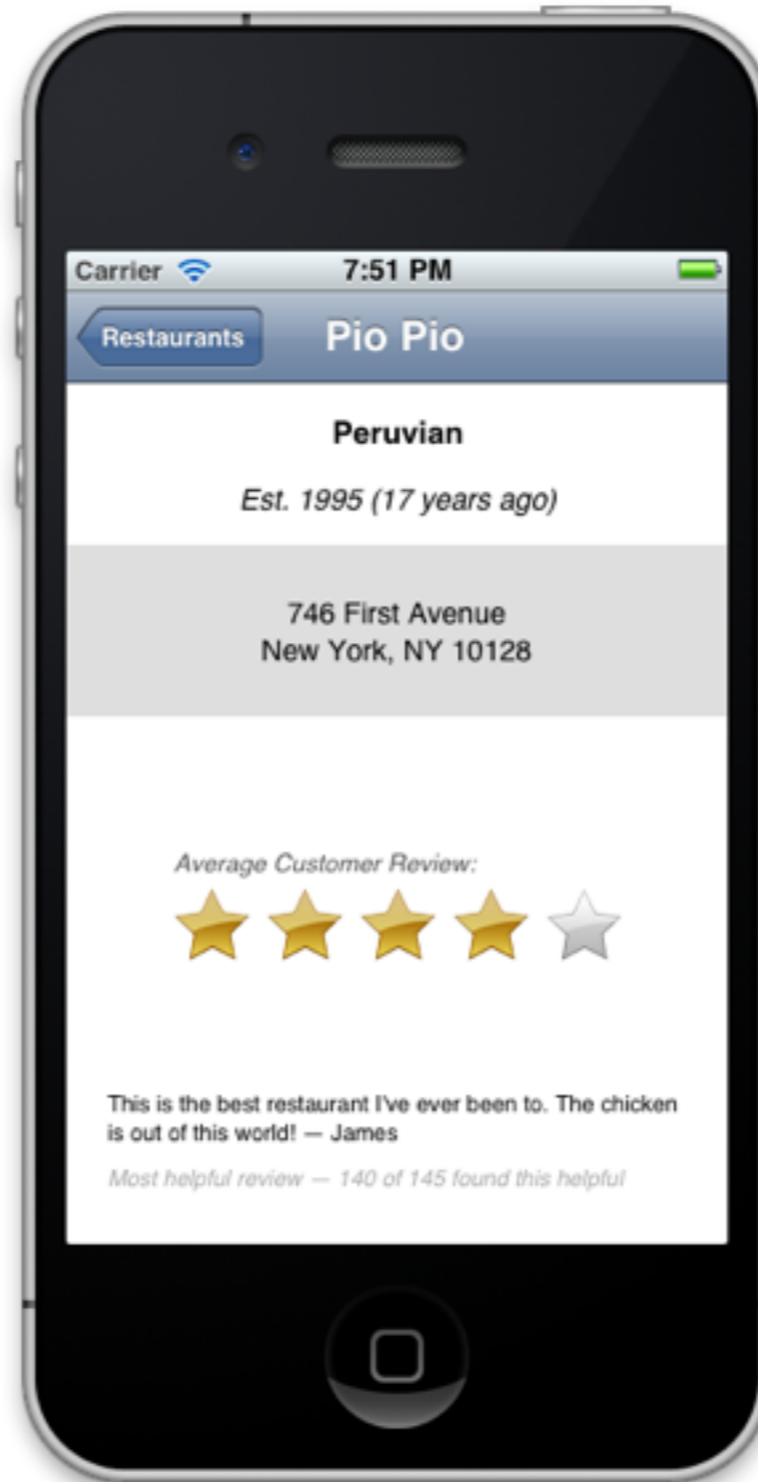 Carrier 7:51 PM
Restaurants Pio Pio
Peruvian
Est. 1995 (17 years ago)
746 First Avenue
New York, NY 10128
Average Customer Review:
This is the best restaurant I've ever been to. The chicken
is out of this world! — James
Most helpful review — 140 of 145 found this helpful